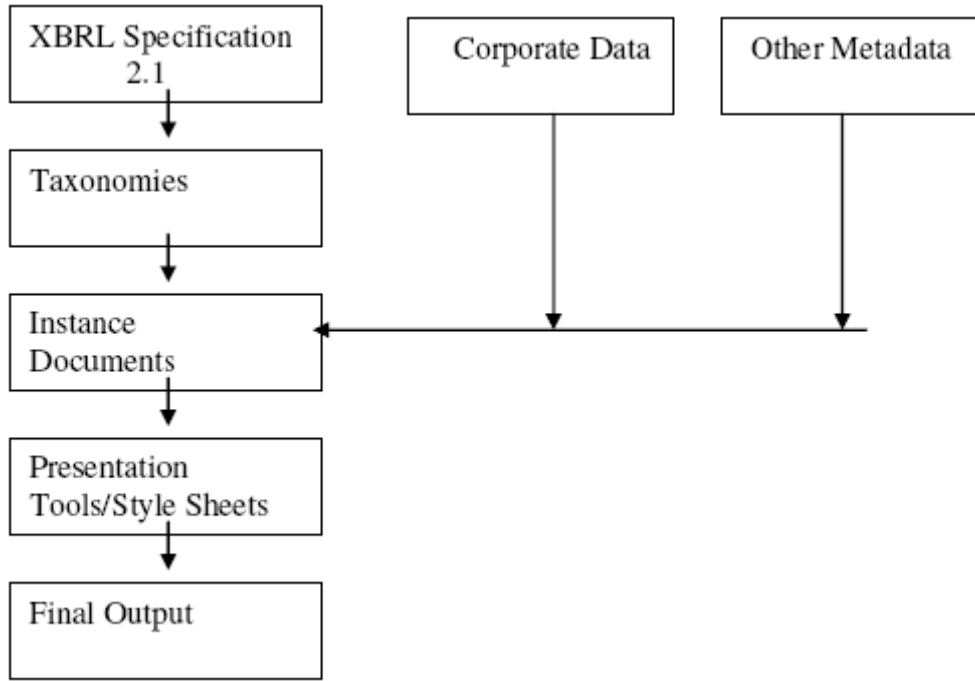 XBRL Specification
2.1
Corporate Data
Other Metadata
Taxonomies
Instance
Documents
Presentation
Tools/Style Sheets
Final Output